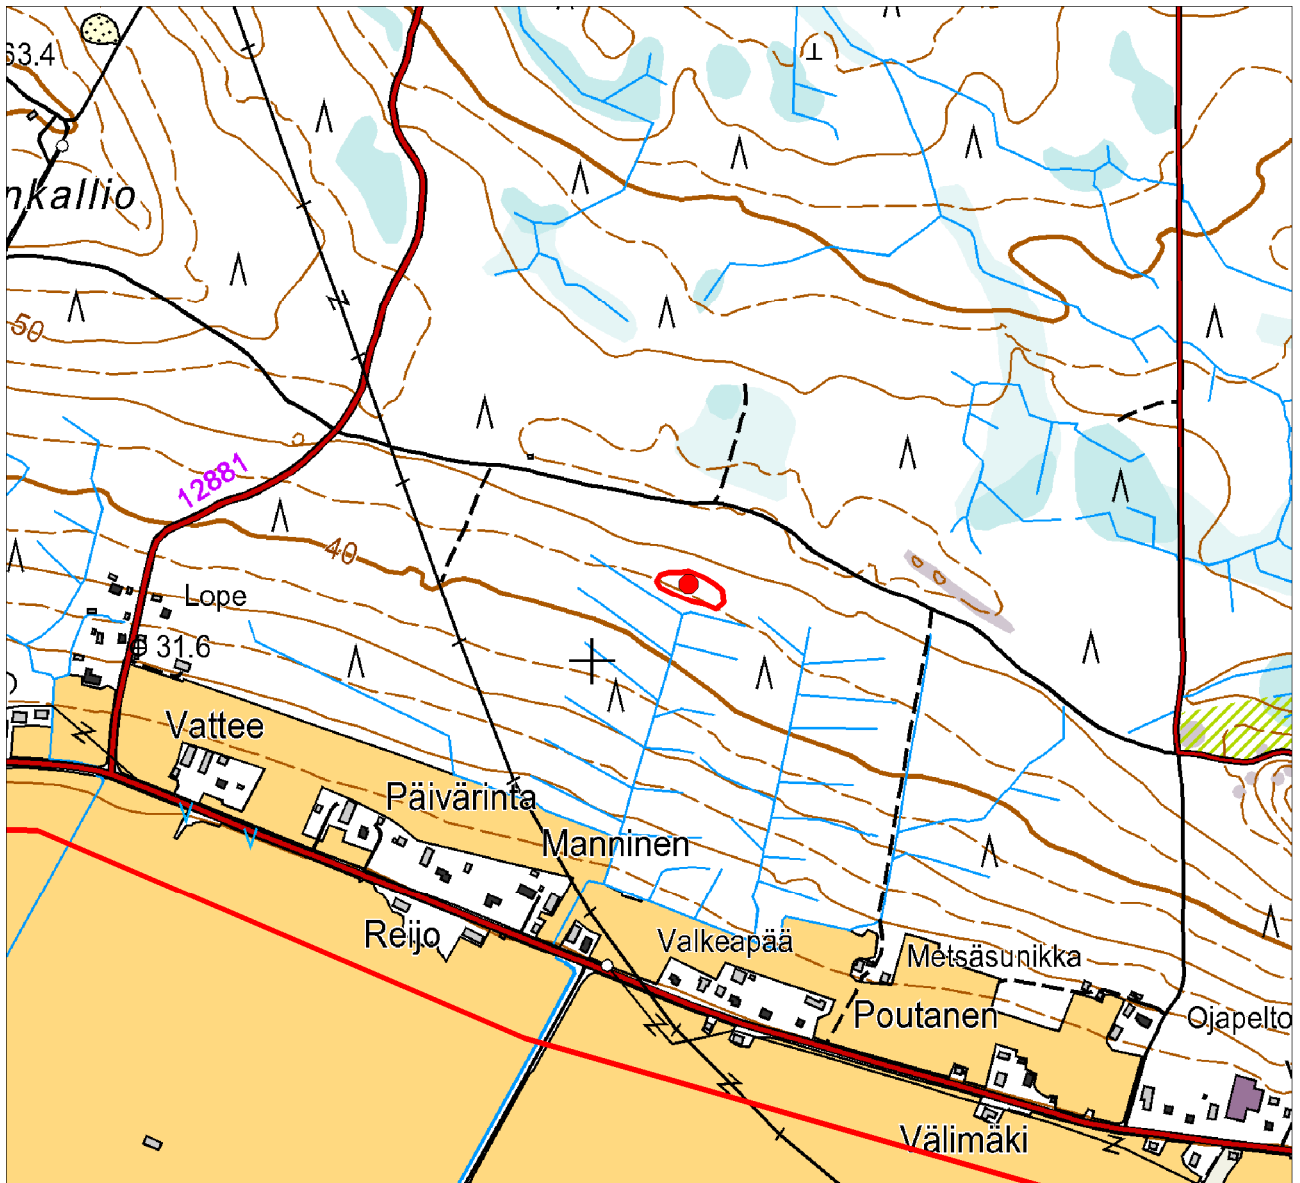 63.4
nkallio
50
12881
40
Lope
31.6
Vattee
Päivärinta
Manninen
Reijo
Valkeapää
Metsäsunikka
Poutanen
Ojapelto
Välimäki